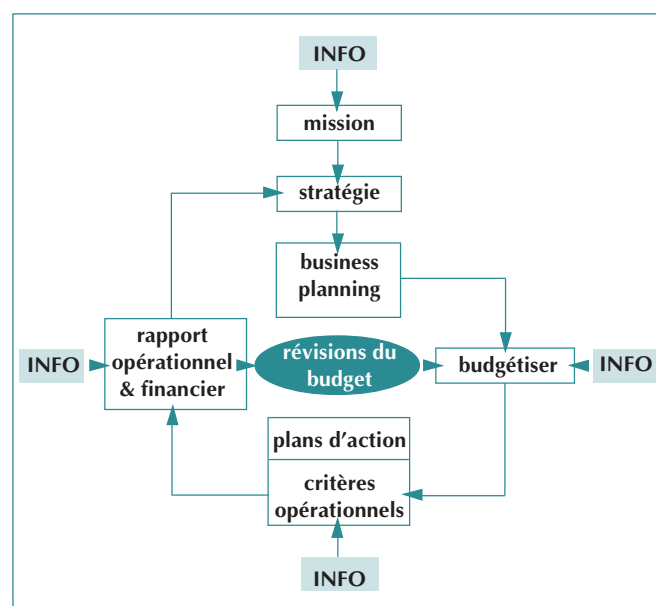 INFO
mission
stratégie
business
planning
rapport
opérationnel
& financier
INFO
révisions du
budget
budgétiser
INFO
plans d’action
critères
opérationnels
INFO